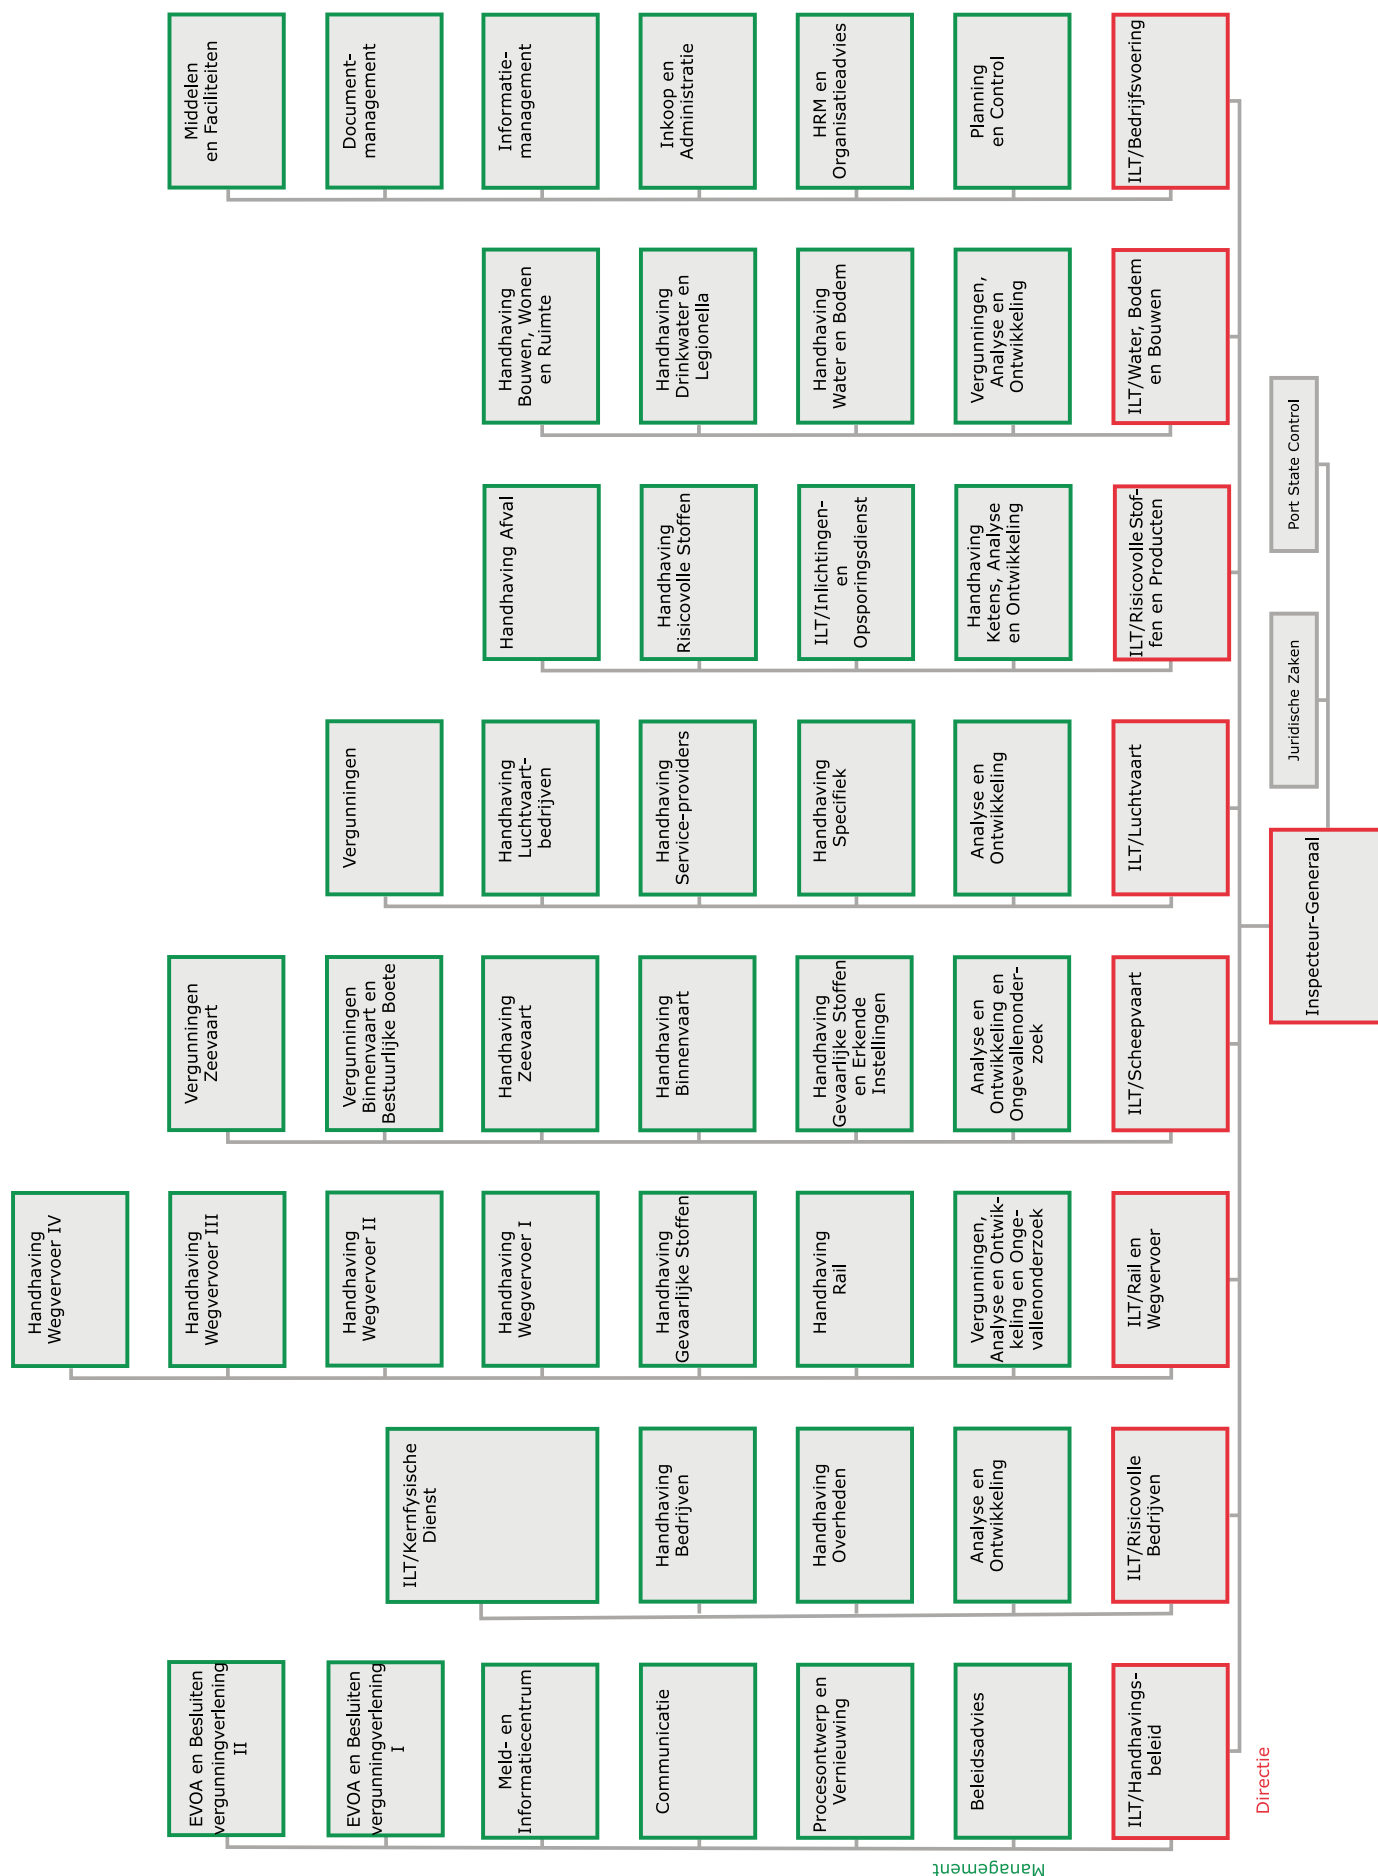 Inspecteur-Generaal
Juridische Zaken
Port State Control
Directie
Management
ILT/Handhavings-
beleid
Beleidsadvies
Procesontwerp en
Vernieuwing
Communicatie
Meld- en
Informatiecentrum
EVOA en Besluiten
vergunningverlening
I
EVOA en Besluiten
vergunningverlening
II
ILT/Risicovolle
Bedrijven
Analyse en
Ontwikkeling
Handhaving
Overheden
Handhaving
Bedrijven
ILT/Kernfysische
Dienst
ILT/Rail en
Wegvervoer
Vergunningen,
Analyse en Ontwik-
keling en Onge-
vallenonderzoek
Handhaving
Rail
Handhaving
Gevaarlijke Stoffen
Handhaving
Wegvervoer I
Handhaving
Wegvervoer II
Handhaving
Wegvervoer III
Handhaving
Wegvervoer IV
ILT/Scheepvaart
Analyse en
Ontwikkeling en
Ongevallenonder-
zoek
Handhaving
Gevaarlijke Stoffen
en Erkende
Instellingen
Handhaving
Binnenvaart
Handhaving
Zeevaart
Vergunningen
Binnenvaart en
Bestuurlijke Boete
Vergunningen
Zeevaart
ILT/Luchtvaart
Analyse en
Ontwikkeling
Handhaving
Specifiek
Handhaving
Service-providers
Handhaving
Luchtvaart-
bedrijven
Vergunningen
ILT/Risicovolle Stof-
fen en Producten
Handhaving
Ketens, Analyse
en Ontwikkeling
ILT/Inlichtingen-
en
Opsporingsdienst
Handhaving
Risicovolle Stoffen
Handhaving Afval
ILT/Water, Bodem
en Bouwen
Vergunningen,
Analyse en
Ontwikkeling
Handhaving
Water en Bodem
Handhaving
Drinkwater en
Legionella
Handhaving
Bouwen, Wonen
en Ruimte
ILT/Bedrijfsvoering
Planning
en Control
HRM en
Organisatieadvies
Inkoop en
Administratie
Informatie-
management
Document-
management
Middelen
en Faciliteiten